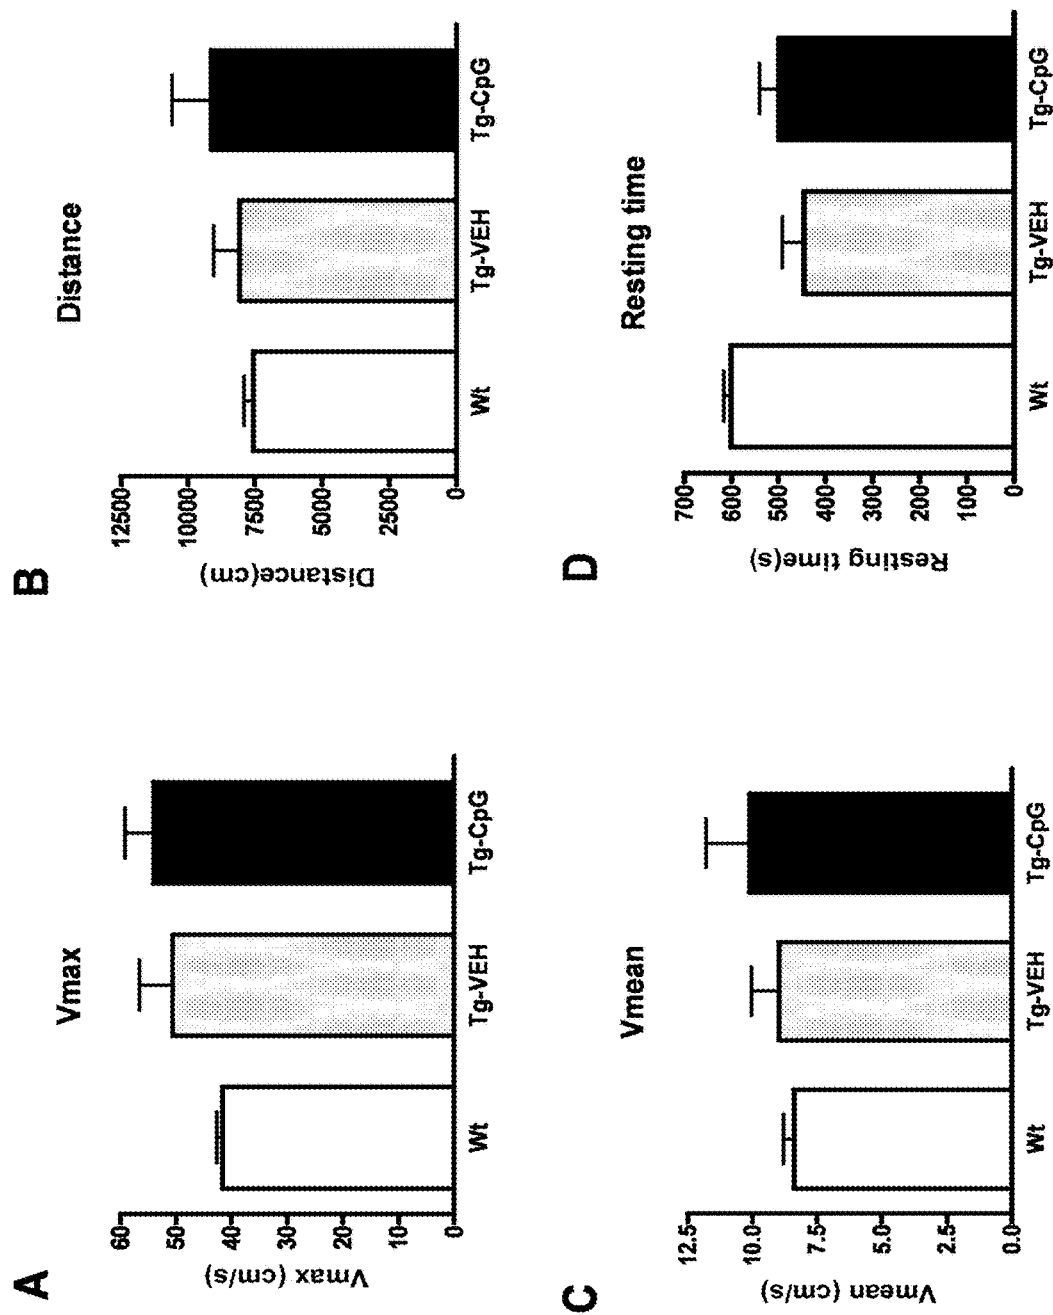 A
Vmax
Vmax (cm/s)
60
50
40
30
20
10
0
Wt
Tg-VEH
Tg-CpG
B
Distance
Distance(cm)
12500
10000
7500
5000
2500
0
Wt
Tg-VEH
Tg-CpG
C
Vmean
Vmean (cm/s)
12.5
10.0
7.5
5.0
2.5
0.0
Wt
Tg-VEH
Tg-CpG
D
Resting time
Resting time(s)
700
600
500
400
300
200
100
0
Wt
Tg-VEH
Tg-CpG